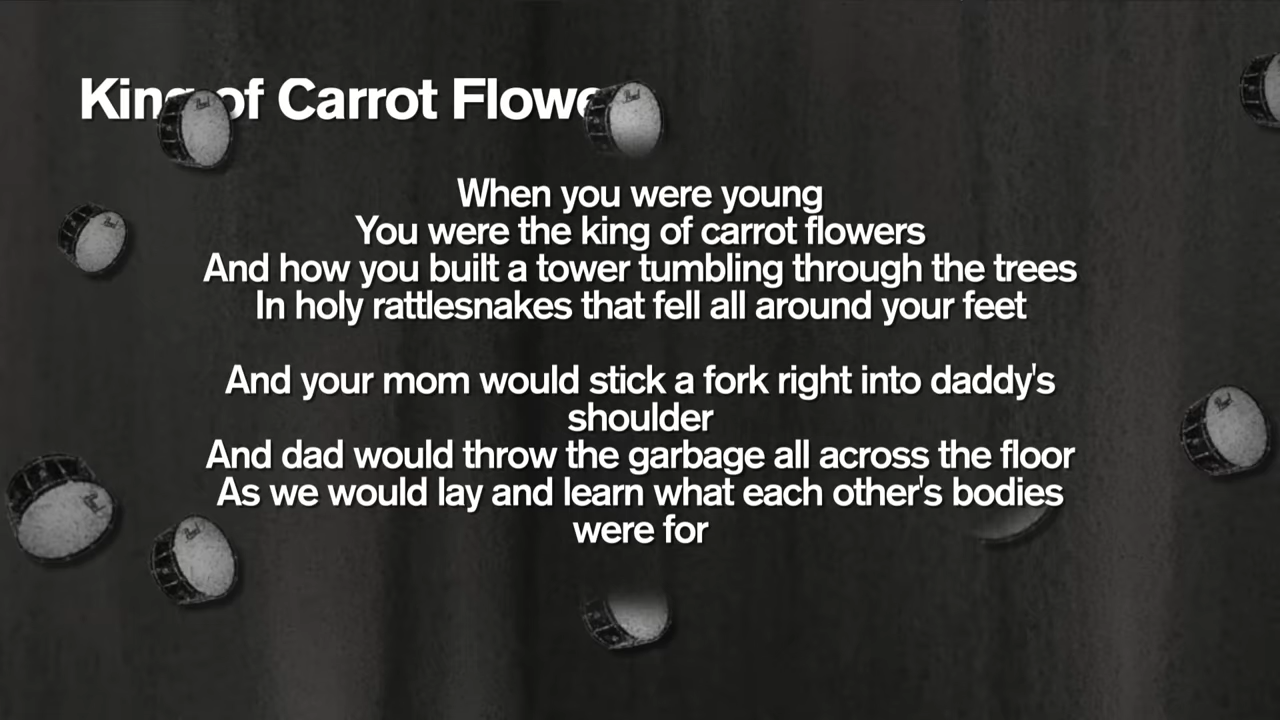 King of Carrot Flowe
When you were young
You were the king of carrot flowers
And how you built a tower tumbling through the trees
In holy rattlesnakes that fell all around your feet
And your mom would stick a fork right into daddy's
shoulder
And dad would throw the garbage all across the floor
As we would lay and learn what each other's bodies
were for